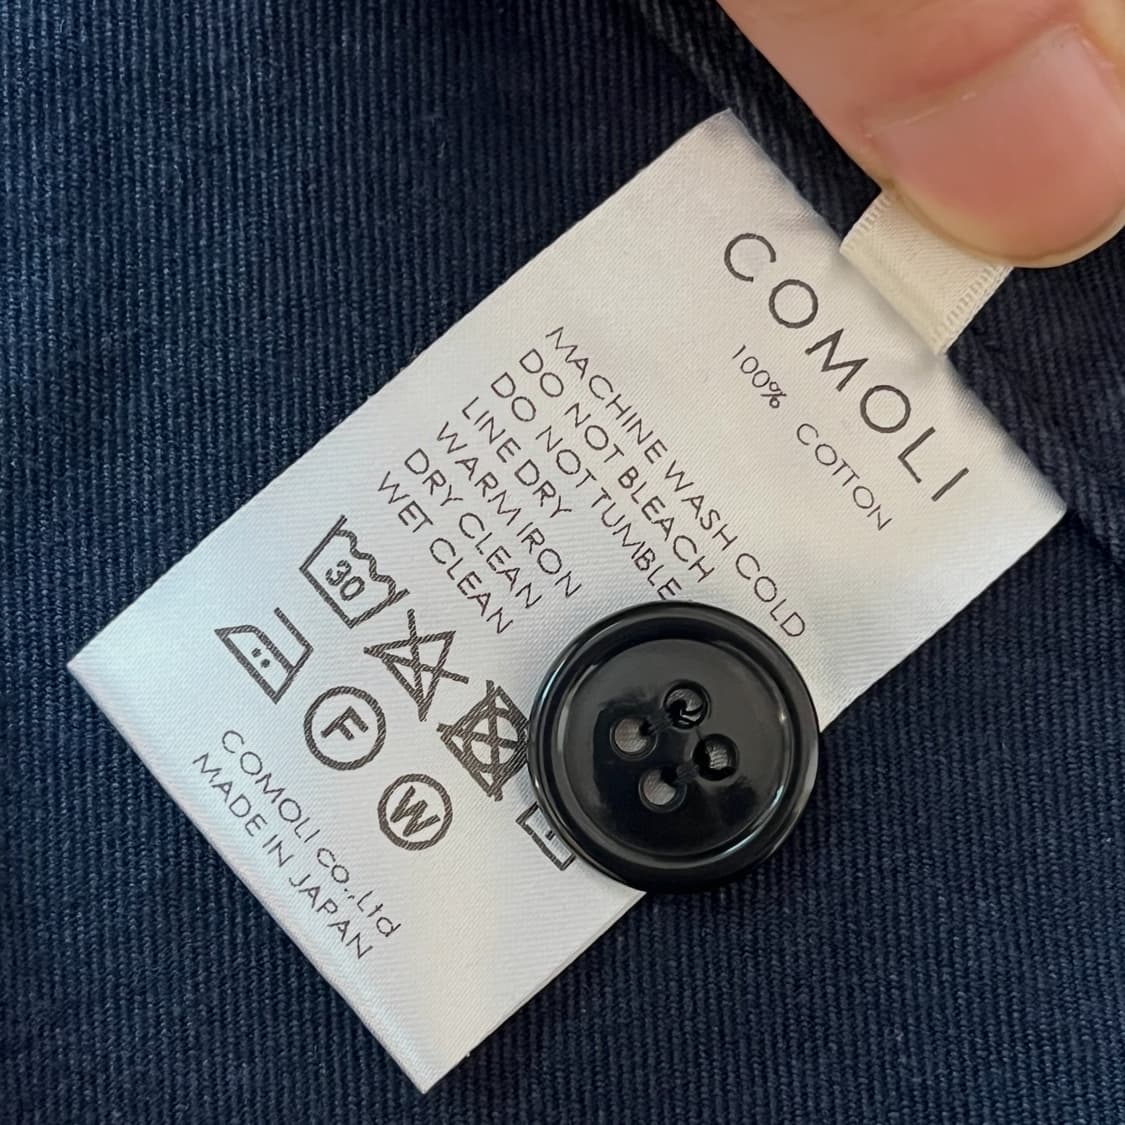 COMOLI
100% COTTON
MACHINE WASH COLD
DO NOT BLEACH
DO NOT TUMBLE
LINE DRY
WARM IRON
DRY CLEAN
WET CLEAN
30
F
W
COMOLI CO.,Ltd
MADE IN JAPAN